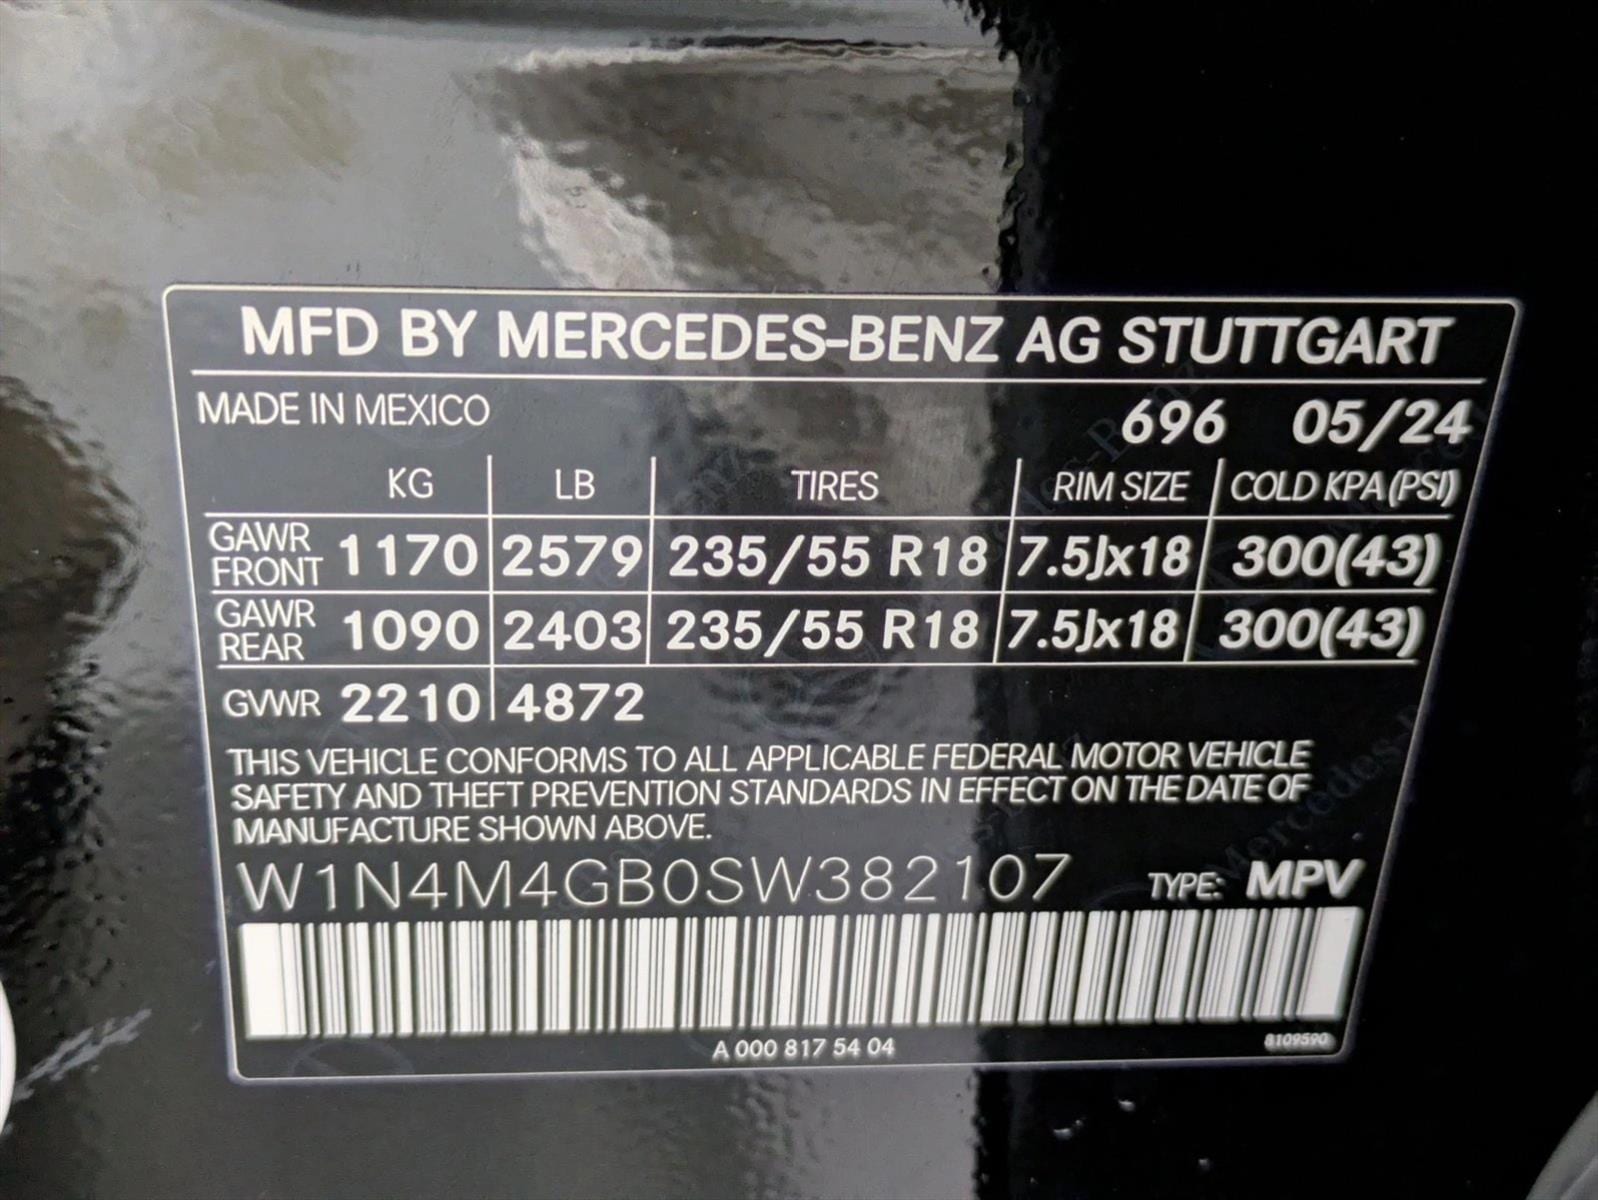 MFD BY MERCEDES-BENZ AG STUTTGART
MADE IN MEXICO 696 05/24
KG LB TIRES RIM SIZE COLD KPA (PSI)
GAWR FRONT 1170 2579 235/55 R18 7.5Jx18 300(43)
GAWR REAR 1090 2403 235/55 R18 7.5Jx18 300(43)
GVWR 2210 4872
THIS VEHICLE CONFORMS TO ALL APPLICABLE FEDERAL MOTOR VEHICLE
SAFETY AND THEFT PREVENTION STANDARDS IN EFFECT ON THE DATE OF
MANUFACTURE SHOWN ABOVE.
W1N4M4GB0SW382107 TYPE: MPV
A 000 817 54 04 8109590